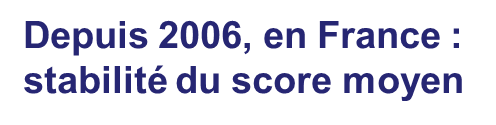 Depuis 2006, en France :
stabilité du score moyen